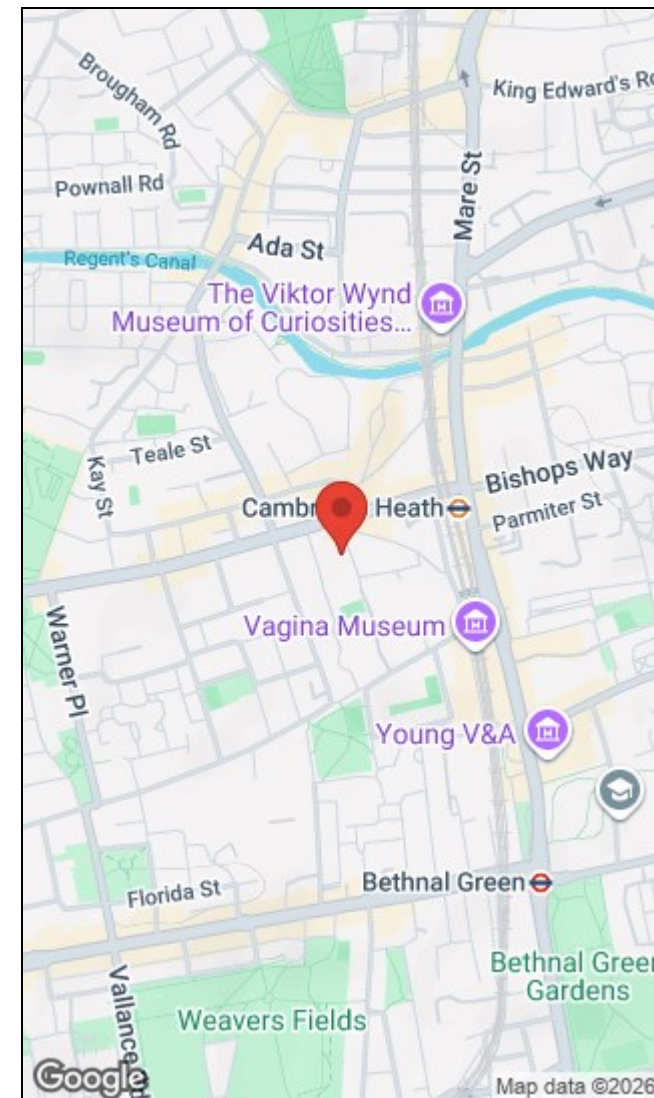 Brougham Rd
King Edward's Rd
Pownall Rd
Mare St
Ada St
Regent's Canal
The Viktor Wynd
Museum of Curiosities...
Teale St
Kay St
Bishops Way
Cambr Heath
Parmiter St
Warner Pl
Vagina Museum
Young V&A
Bethnal Green
Florida St
Bethnal Green
Gardens
Vallance Rd
Weavers Fields
Google
Map data ©2026